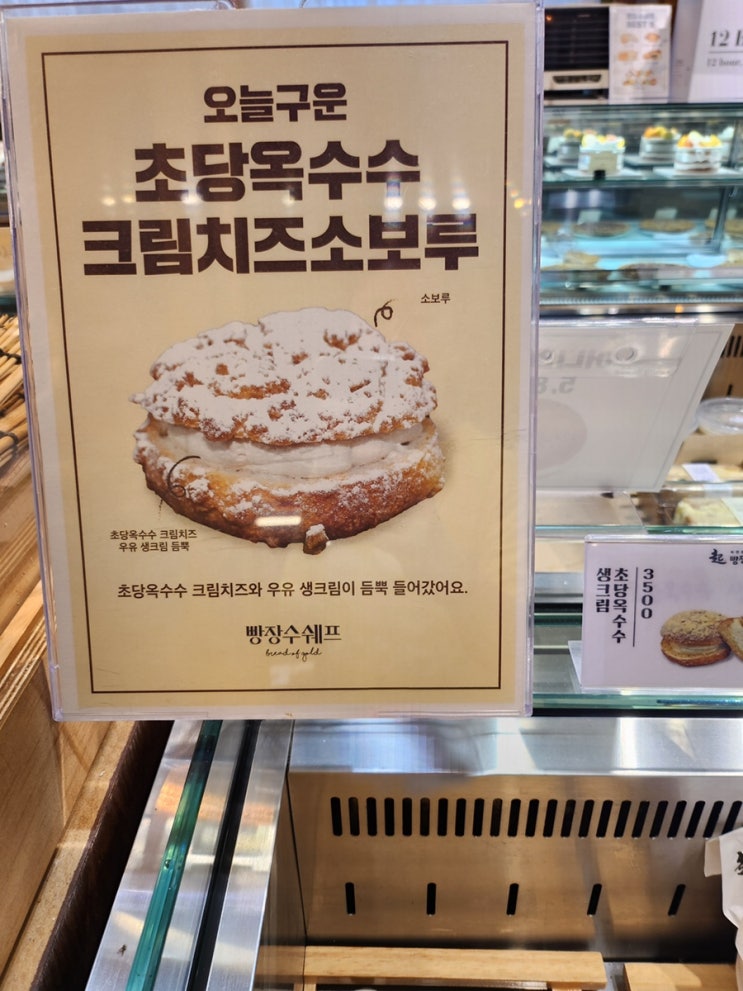 오늘구운
초당옥수수
크림치즈소보루
소보루
초당옥수수 크림치즈
우유 생크림 듬뿍
초당옥수수 크림치즈와 우유 생크림이 듬뿍 들어갔어요.
빵장수쉐프
bread of gold
3500
초당옥수수
생크림
12
12 hour,